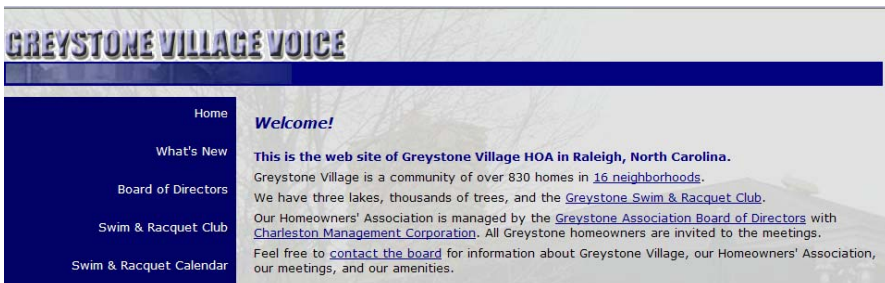 GREYSTONE VILLAGE VOICE
Home
What's New
Board of Directors
Swim & Racquet Club
Swim & Racquet Calendar
Welcome!
This is the web site of Greystone Village HOA in Raleigh, North Carolina.
Greystone Village is a community of over 830 homes in 16 neighborhoods.
We have three lakes, thousands of trees, and the Greystone Swim & Racquet Club.
Our Homeowners' Association is managed by the Greystone Association Board of Directors with
Charleston Management Corporation. All Greystone homeowners are invited to the meetings.
Feel free to contact the board for information about Greystone Village, our Homeowners' Association,
our meetings, and our amenities.